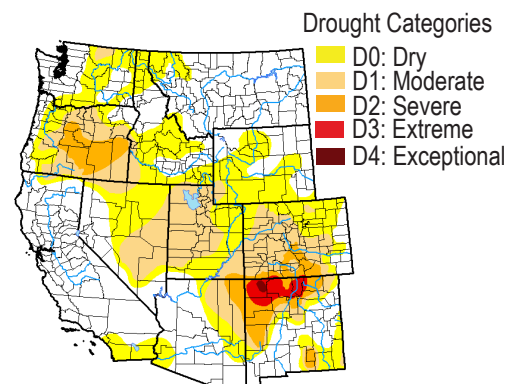 Drought Categories
D0: Dry
D1: Moderate
D2: Severe
D3: Extreme
D4: Exceptional